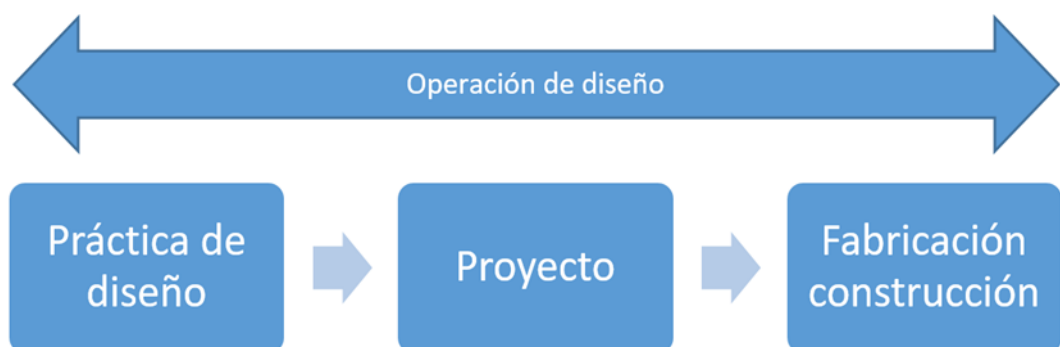 Operación de diseño
Práctica de
diseño
Proyecto
Fabricación
construcción